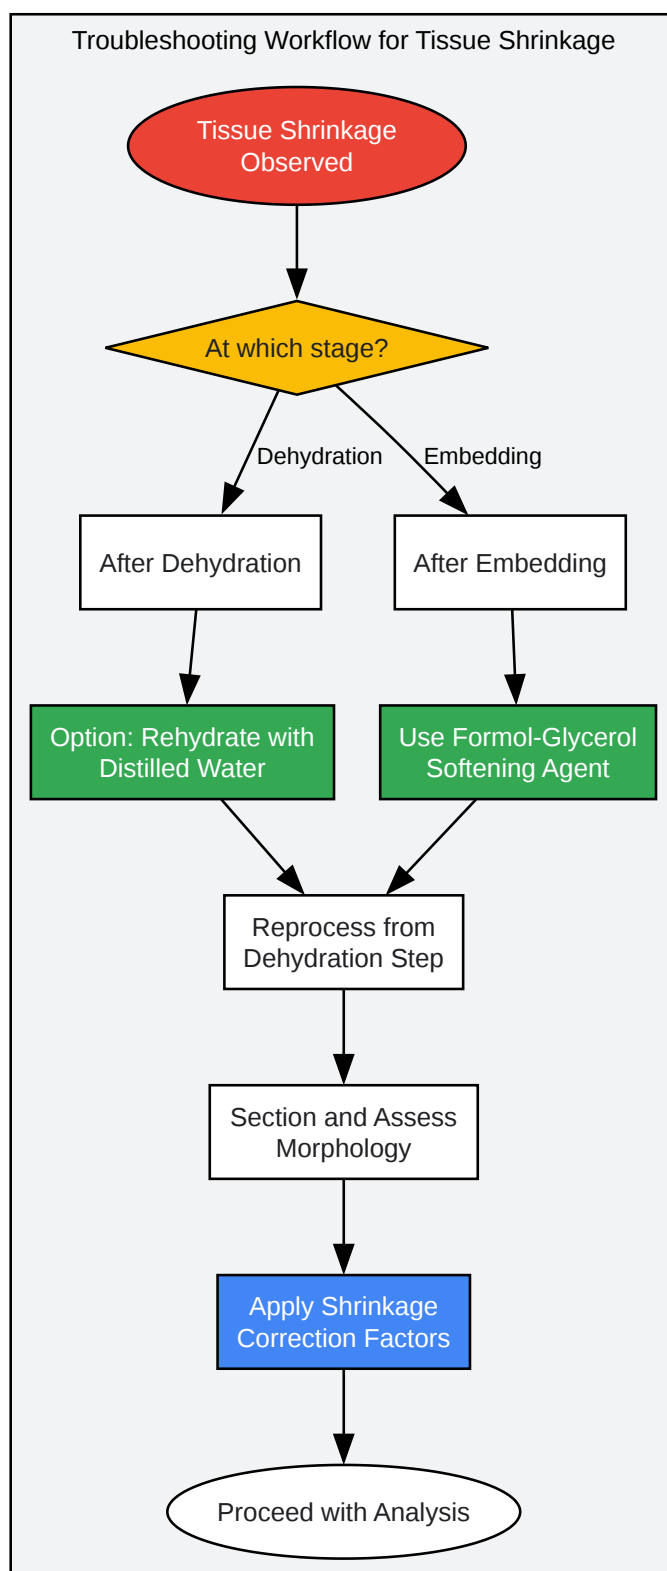 Troubleshooting Workflow for Tissue Shrinkage
Tissue Shrinkage
Observed
At which stage?
Dehydration
Embedding
After Dehydration
After Embedding
Option: Rehydrate with
Distilled Water
Use Formol-Glycerol
Softening Agent
Reprocess from
Dehydration Step
Section and Assess
Morphology
Apply Shrinkage
Correction Factors
Proceed with Analysis